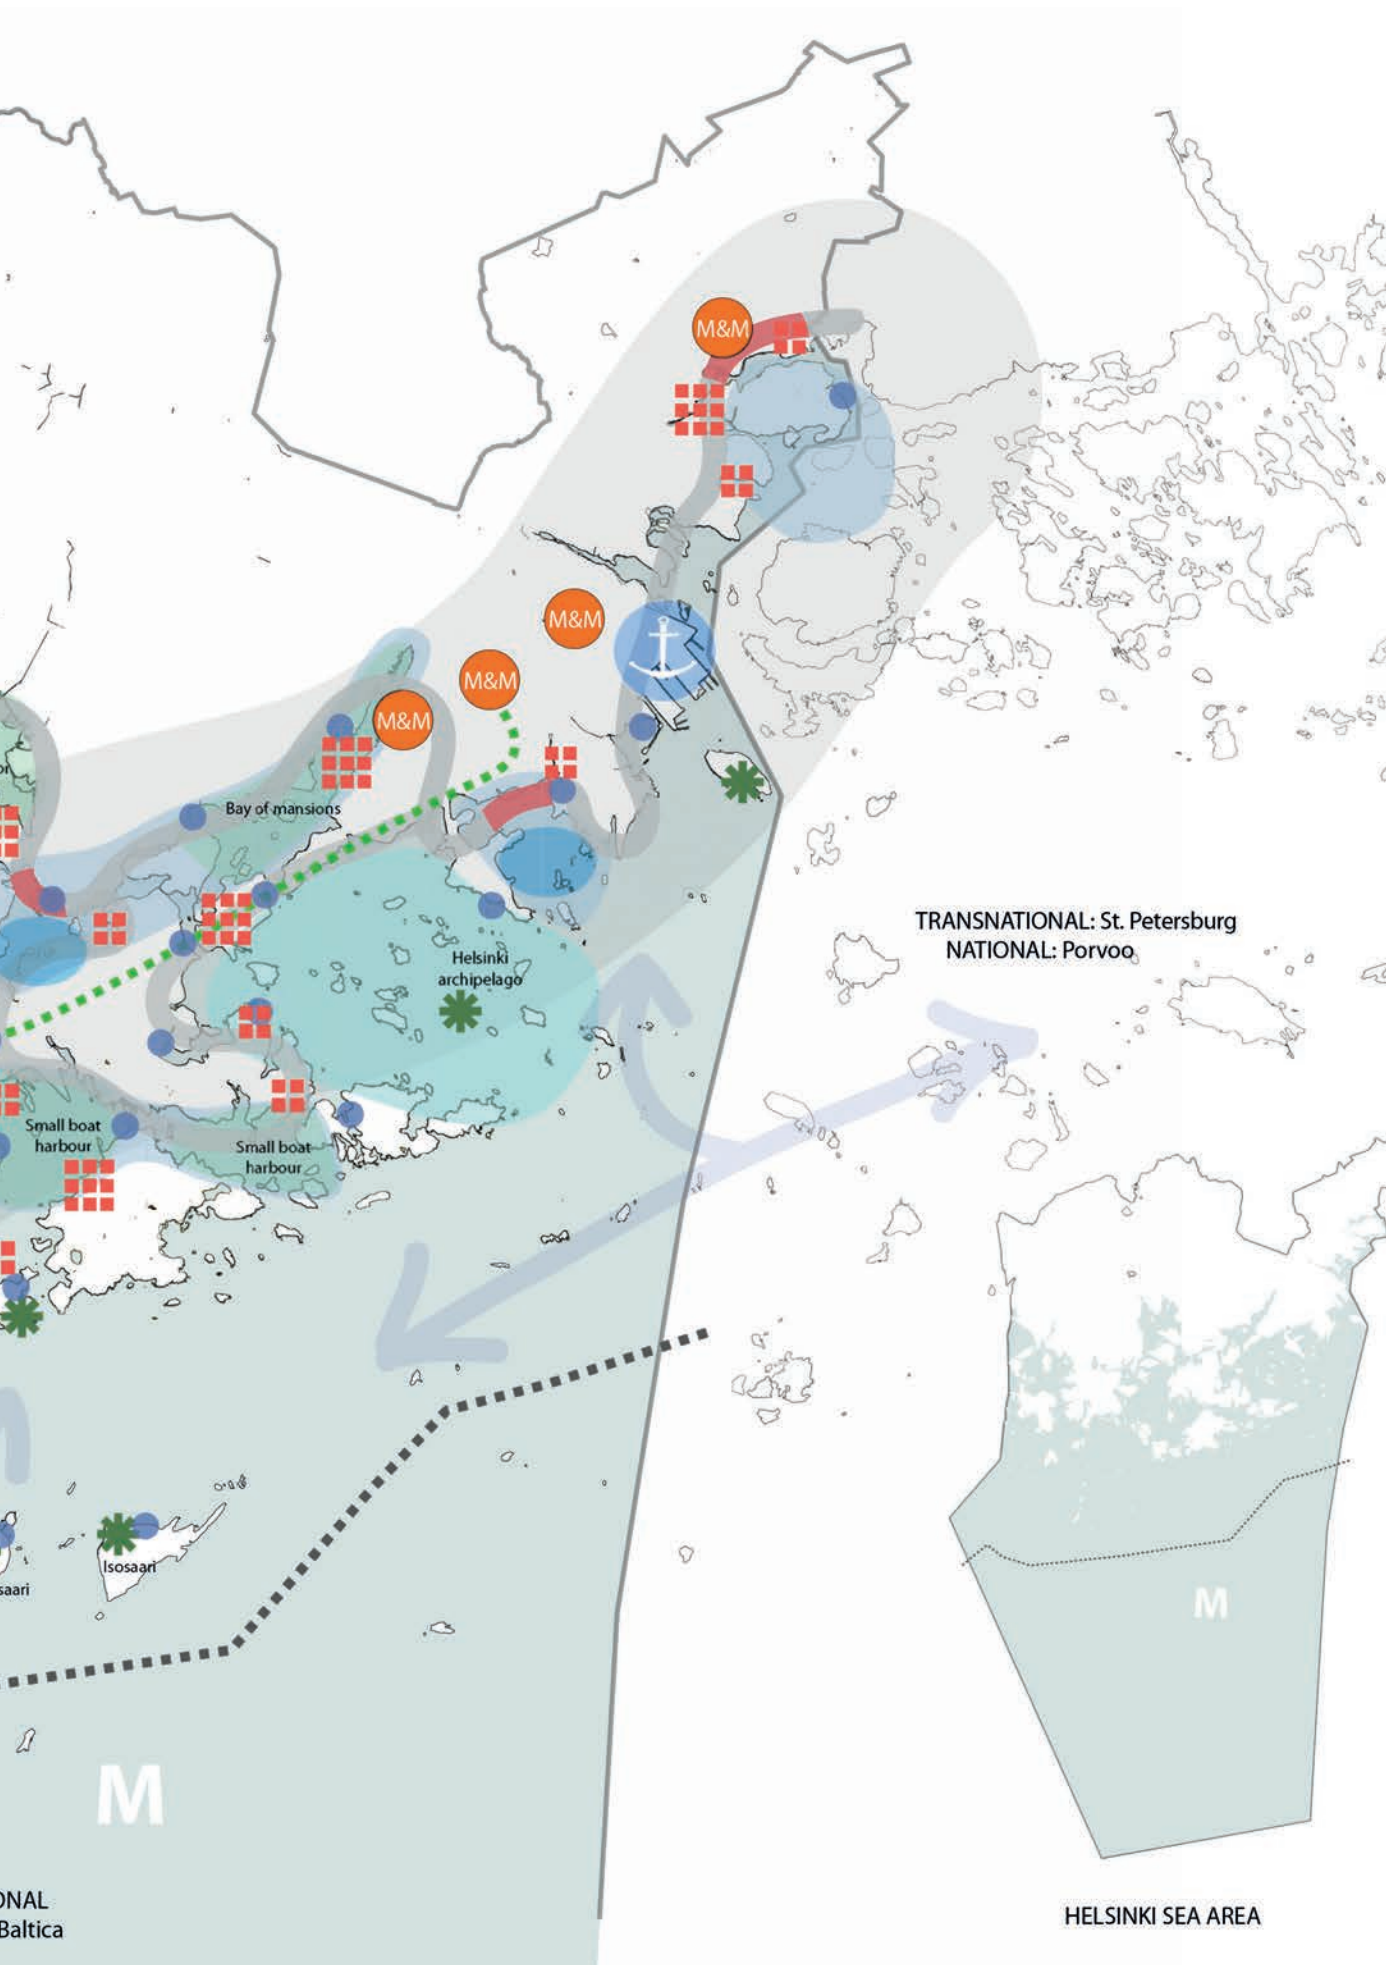 M&M
M&M
M&M
M&M
Bay of mansions
TRANSNATIONAL: St. Petersburg
NATIONAL: Porvoo
Helsinki
archipelago
Small boat
harbour
Small boat
harbour
Isosaari
saari
M
M
ONAL
Baltica
HELSINKI SEA AREA